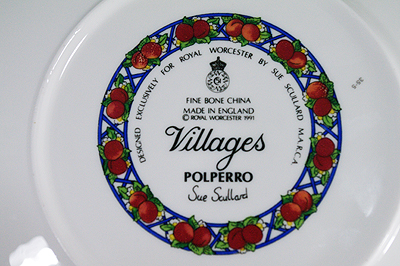 DESIGNED EXCLUSIVELY FOR ROYAL WORCESTER BY SUE SCULLARD M.A.R.C.A.
FINE BONE CHINA
MADE IN ENGLAND
© ROYAL WORCESTER 1991
Villages
POLPERRO
Sue Scullard